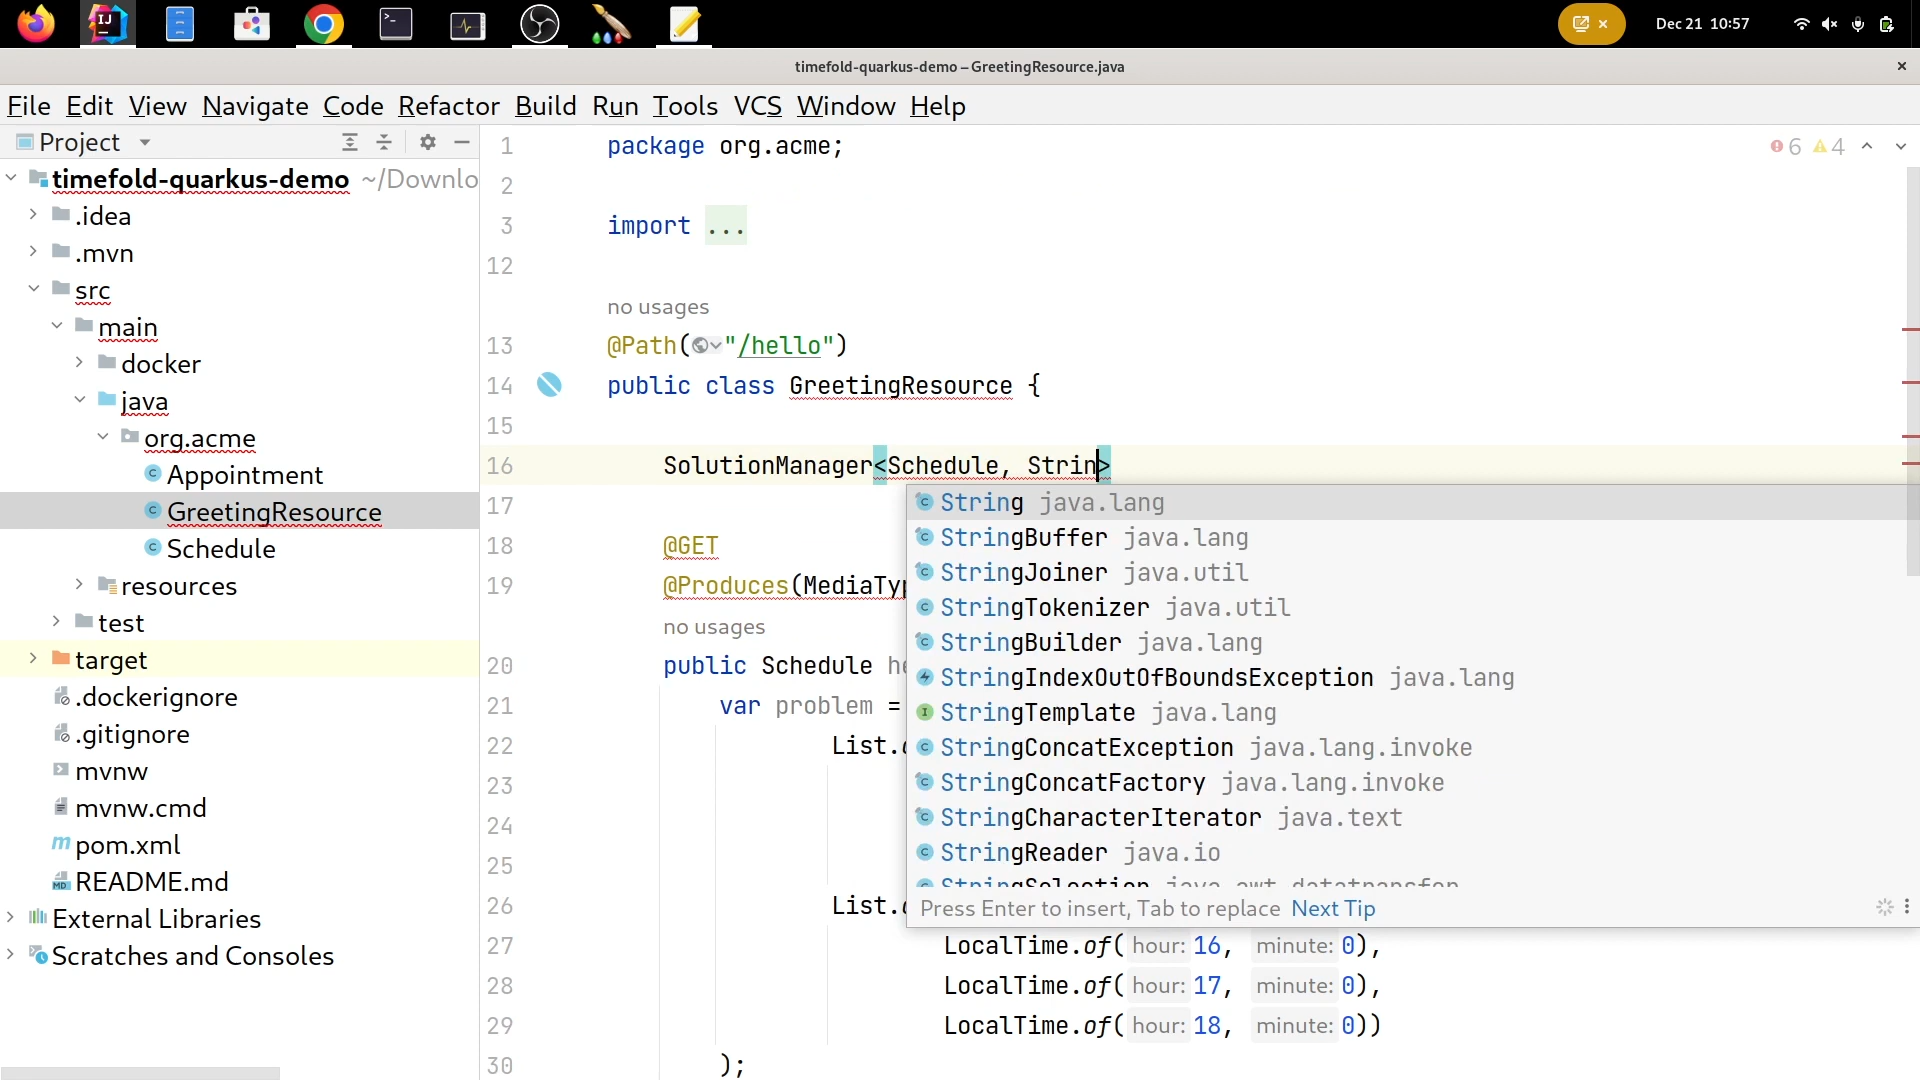 Dec 21 10:57
timefold-quarkus-demo – GreetingResource.java
File Edit View Navigate Code Refactor Build Run Tools VCS Window Help
Project
timefold-quarkus-demo ~/Downlo
.idea
.mvn
src
main
docker
java
org.acme
Appointment
GreetingResource
Schedule
resources
test
target
.dockerignore
.gitignore
mvnw
mvnw.cmd
pom.xml
README.md
External Libraries
Scratches and Consoles
6 4
1 package org.acme;
2
3 import ...
12
no usages
13 @Path("/hello")
14 public class GreetingResource {
15
16 SolutionManager<Schedule, Strin>
17
18 @GET
19 @Produces(MediaTyp
no usages
20 public Schedule he
21 var problem =
22 List.o
23
24
25
26 List.o
27 LocalTime.of( hour: 16, minute: 0),
28 LocalTime.of( hour: 17, minute: 0),
29 LocalTime.of( hour: 18, minute: 0))
30 );
String java.lang
StringBuffer java.lang
StringJoiner java.util
StringTokenizer java.util
StringBuilder java.lang
StringIndexOutOfBoundsException java.lang
StringTemplate java.lang
StringConcatException java.lang.invoke
StringConcatFactory java.lang.invoke
StringCharacterIterator java.text
StringReader java.io
StringSelection java.awt.datatransfer
Press Enter to insert, Tab to replace Next Tip